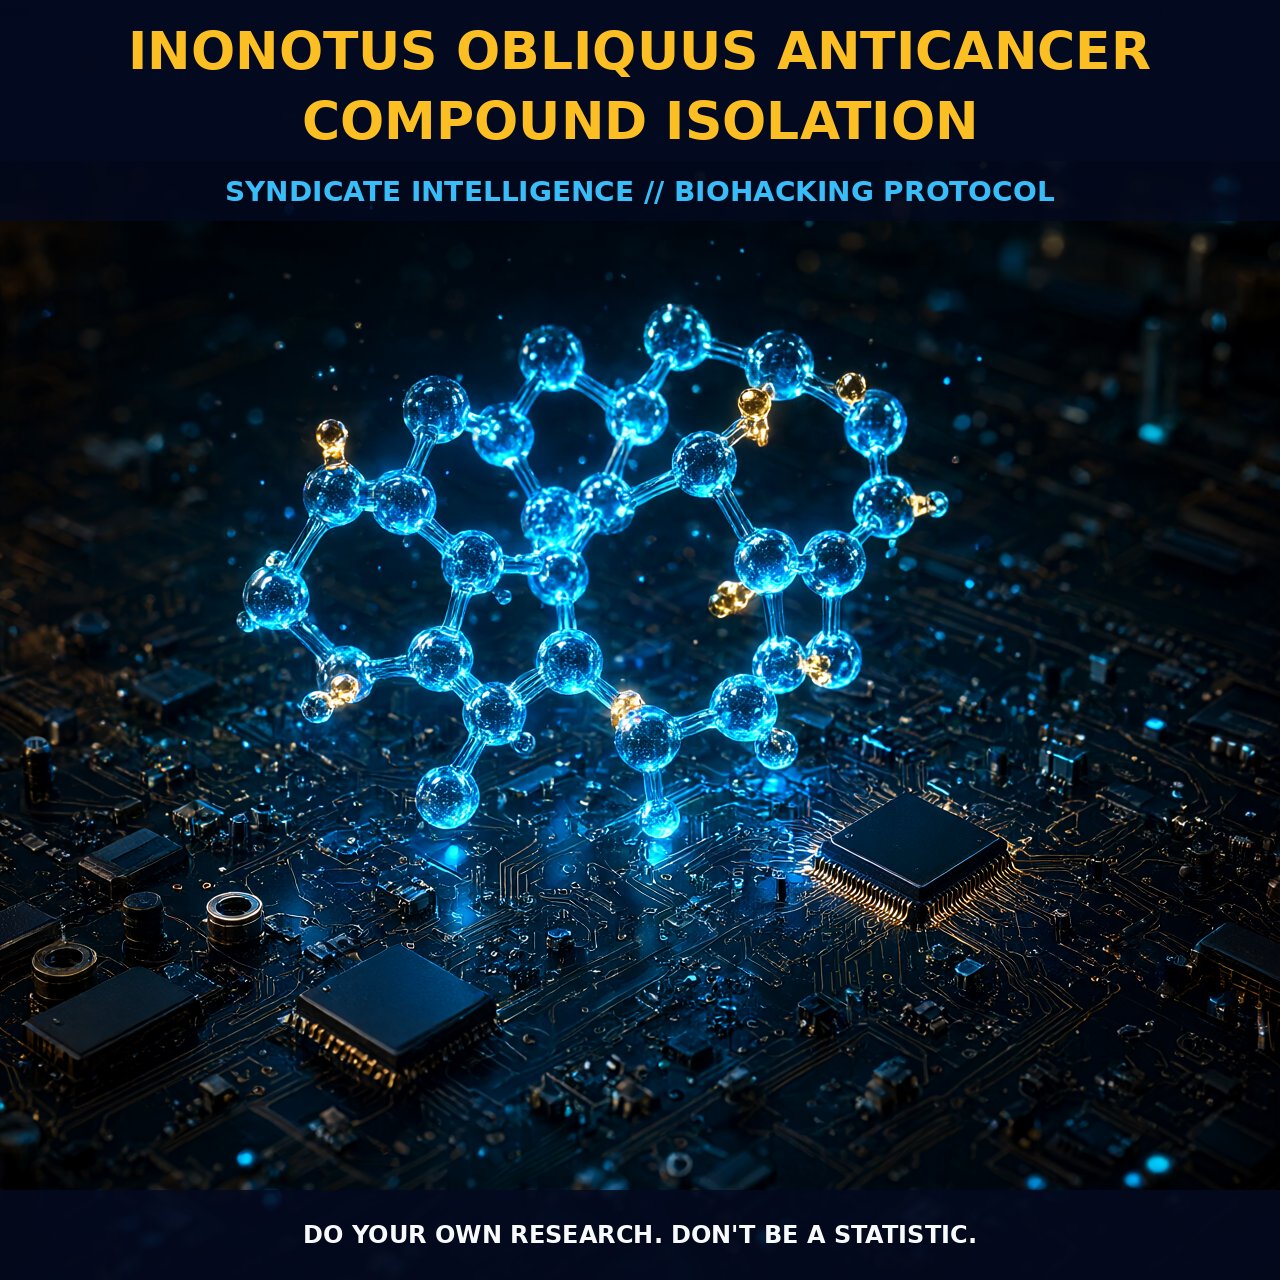 INONOTUS OBLIQUUS ANTICANCER
COMPOUND ISOLATION
SYNDICATE INTELLIGENCE // BIOHACKING PROTOCOL
DO YOUR OWN RESEARCH. DON'T BE A STATISTIC.